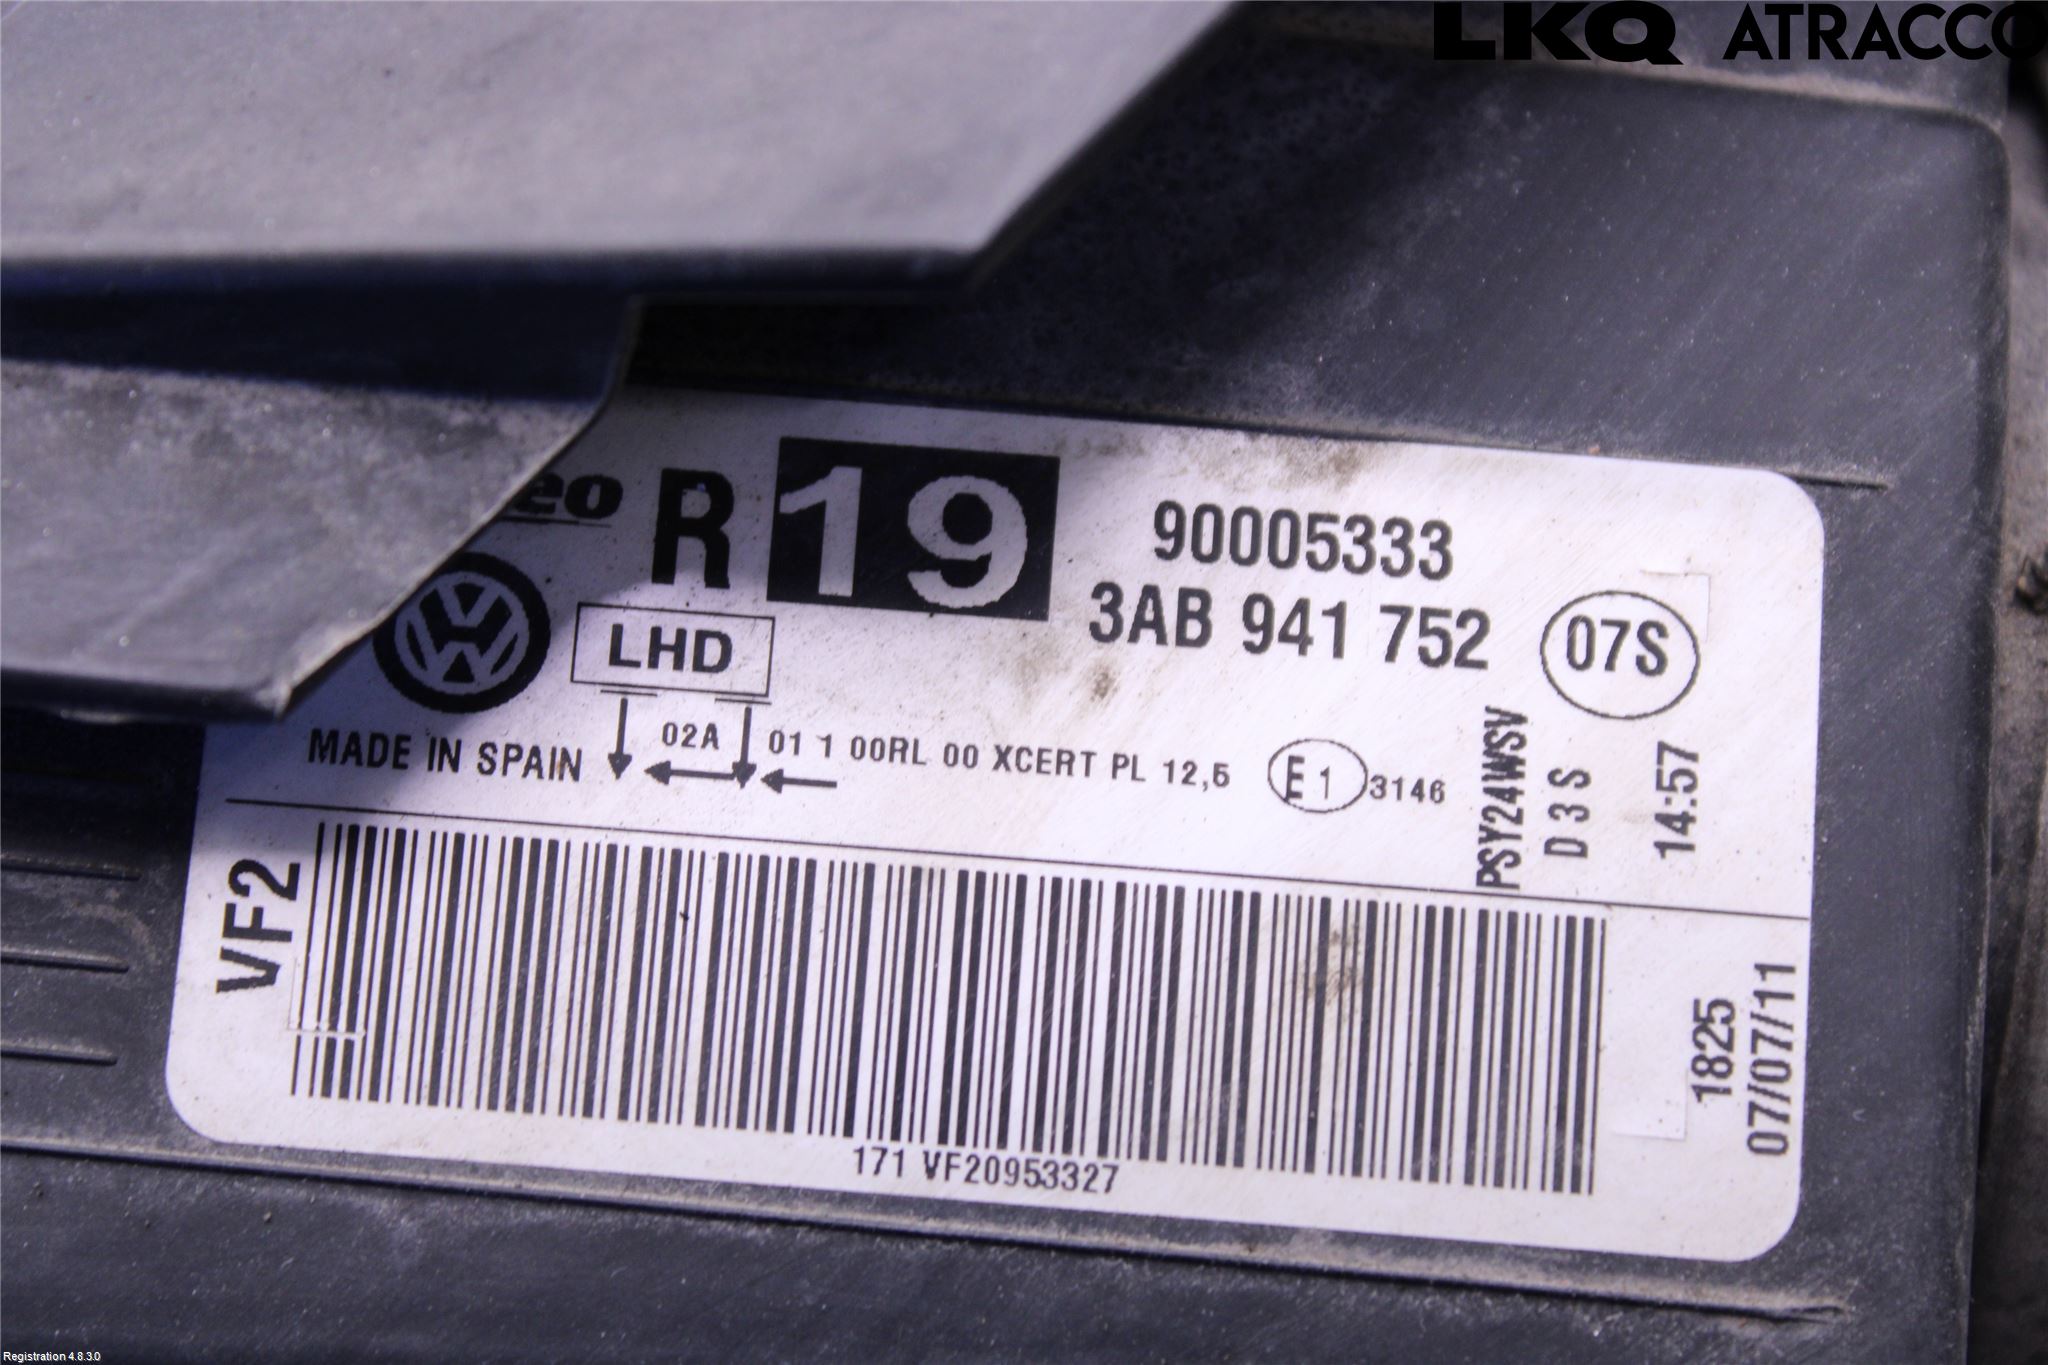 LKQ ATRACCO
R 19
90005333
3AB 941 752
07S
LHD
MADE IN SPAIN
02A
01 1 00RL 00 XCERT PL 12,5
E1 3146
PSY24WSV
D3S
14:57
VF2
1825
07/07/11
171 VF20953327
Registration 4.8.3.0